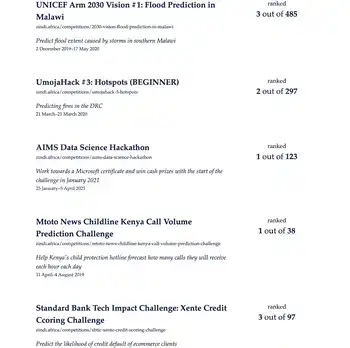 UNICEF Arm 2030 Vision #1: Flood Prediction in
Malawi
zindi.africa/competitions/2030-vision-flood-prediction-in-malawi
Predict flood extent caused by storms in southern Malawi
2 December 2019–17 May 2020
ranked
3 out of 485
UmojaHack #3: Hotspots (BEGINNER)
zindi.africa/competitions/umojahack-3-hotspots
Predicting fires in the DRC
21 March–21 March 2020
ranked
2 out of 297
AIMS Data Science Hackathon
zindi.africa/competitions/aims-data-science-hackathon
Work towards a Microsoft certificate and win cash prizes with the start of the
challenge in January 2021
25 January–5 April 2021
ranked
1 out of 123
Mtoto News Childline Kenya Call Volume
Prediction Challenge
zindi.africa/competitions/mtoto-news-childline-kenya-call-volume-prediction-challenge
Help Kenya's child protection hotline forecast how many calls they will receive
each hour each day
11 April–4 August 2019
ranked
1 out of 38
Standard Bank Tech Impact Challenge: Xente Credit
Ccoring Challenge
zindi.africa/competitions/sbtic-xente-credit-scoring-challenge
Predict the likelihood of credit default of ecommerce clients
ranked
3 out of 97